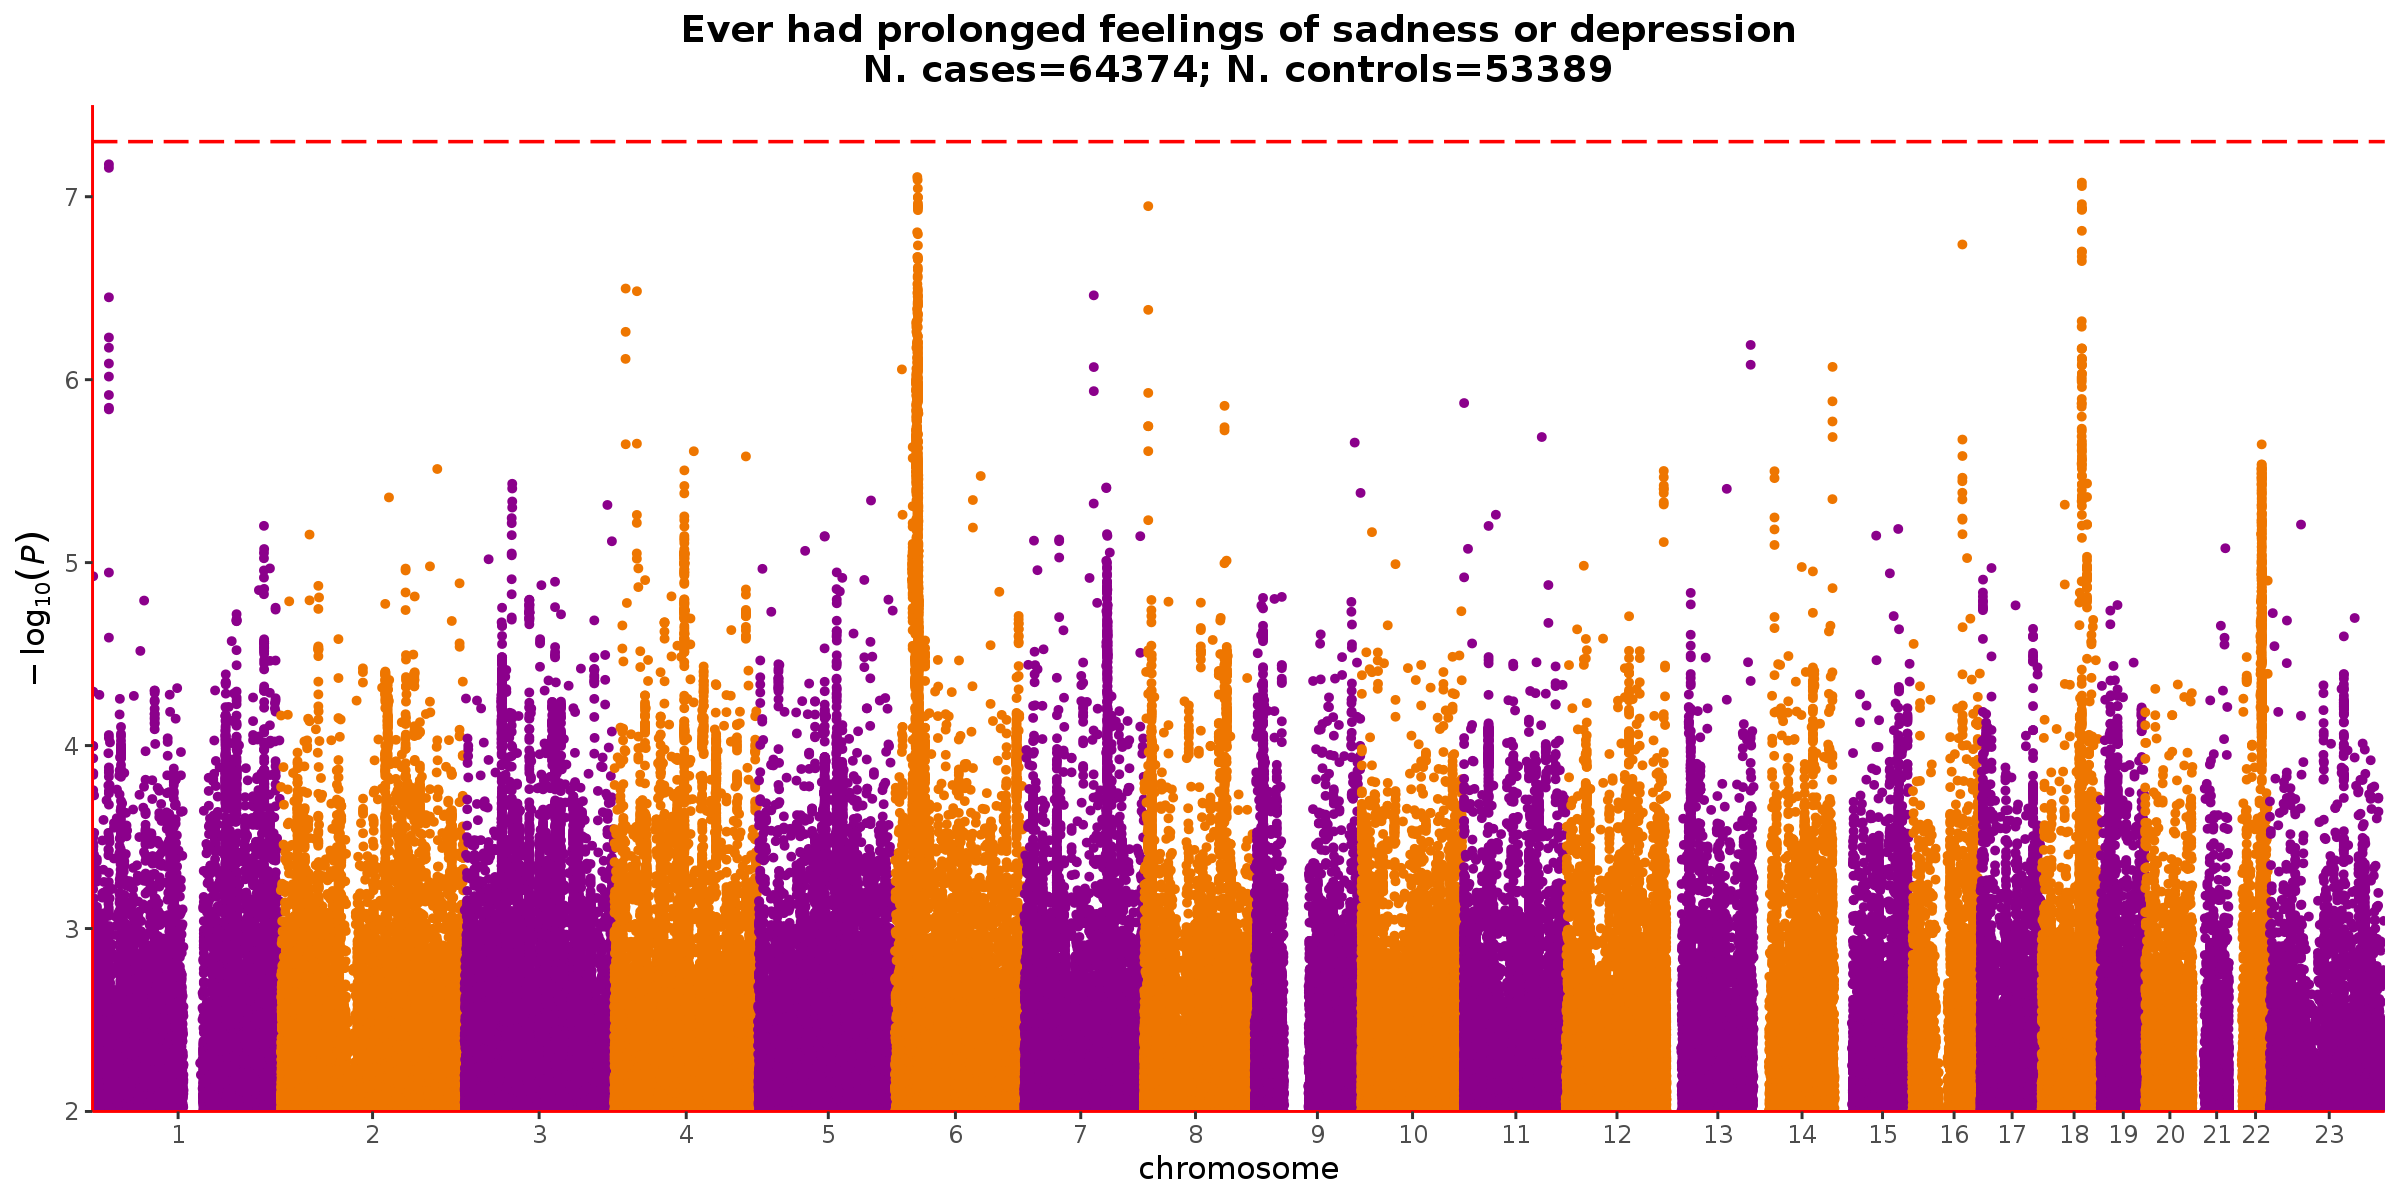 Ever had prolonged feelings of sadness or depression
N. cases=64374; N. controls=53389
− log₁₀(P)
7
6
5
4
3
2
1 2 3 4 5 6 7 8 9 10 11 12 13 14 15 16 17 18 19 20 21 22 23
chromosome